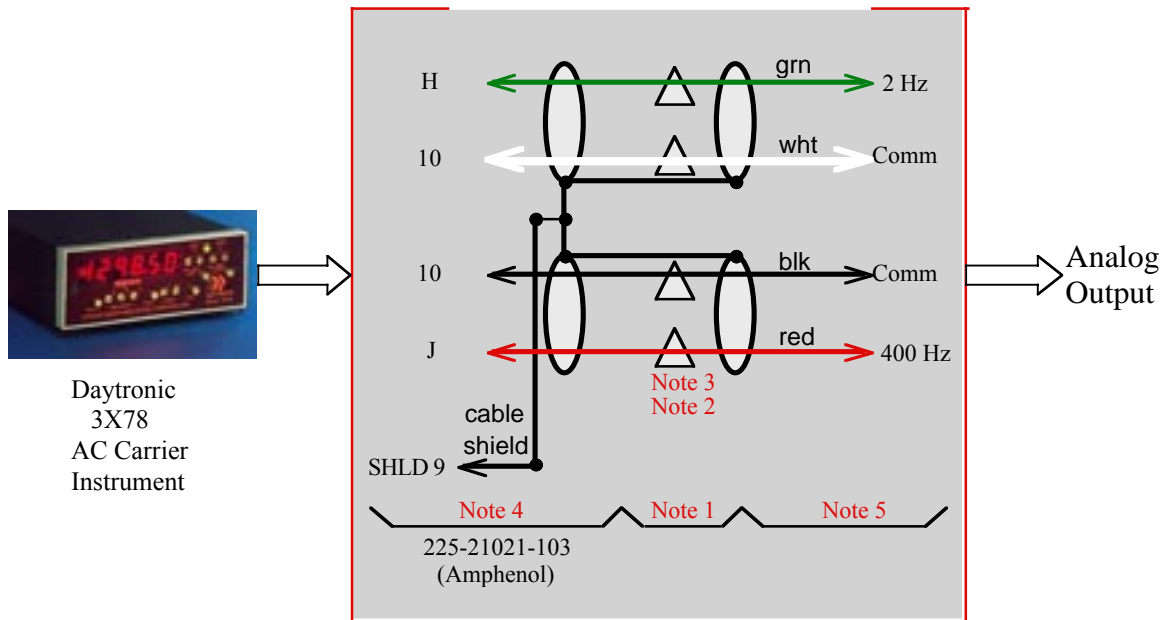 H
grn
2 Hz
10
wht
Comm
10
blk
Comm
J
red
400 Hz
Note 3
Note 2
cable
shield
SHLD 9
Note 4
Note 1
Note 5
225-21021-103
(Amphenol)
Daytronic
3X78
AC Carrier
Instrument
Analog
Output